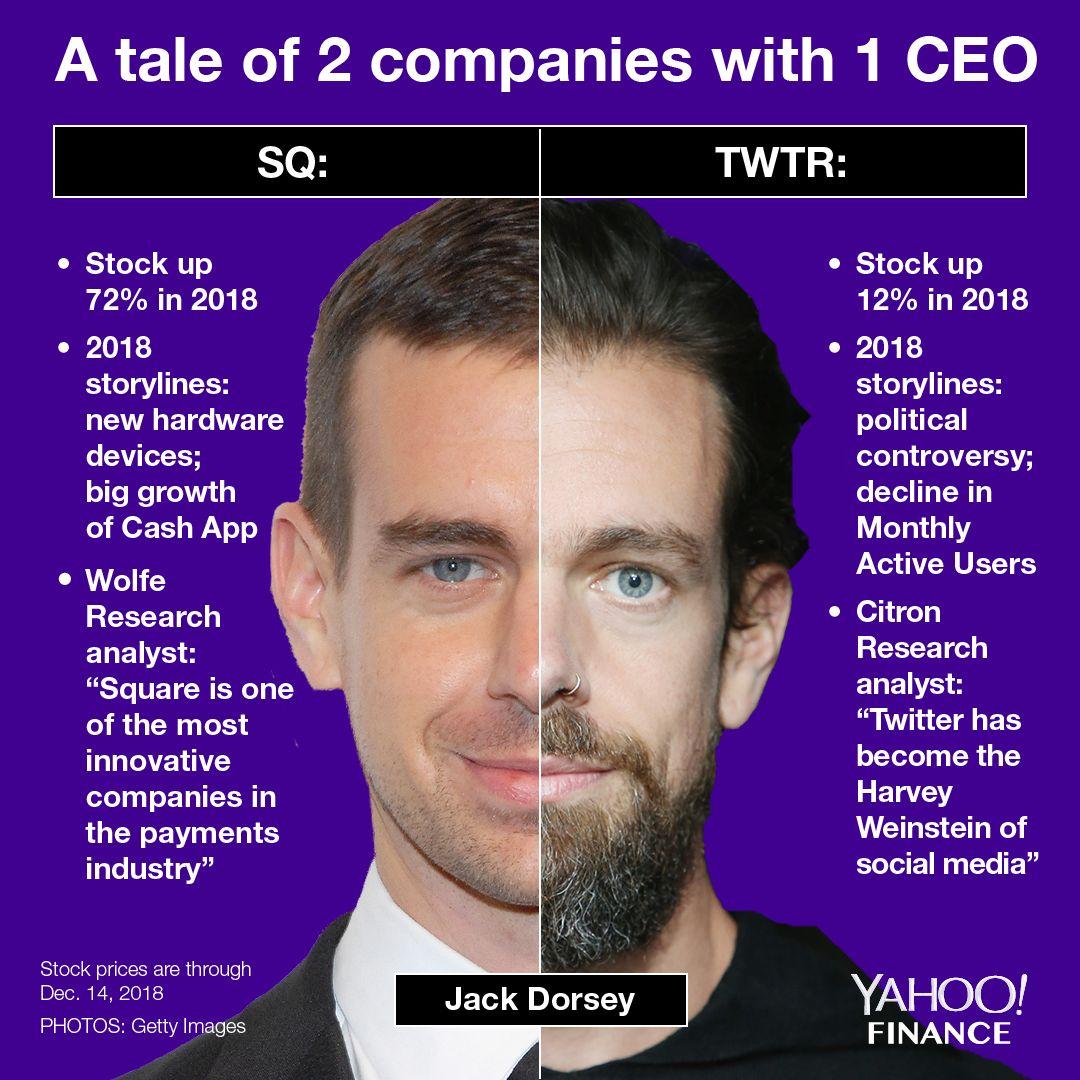 A tale of 2 companies with 1 CEO
SQ:
• Stock up
72% in 2018
• 2018
storylines:
new hardware
devices;
big growth
of Cash App
• Wolfe
Research
analyst:
“Square is one
of the most
innovative
companies in
the payments
industry”
TWTR:
• Stock up
12% in 2018
• 2018
storylines:
political
controversy;
decline in
Monthly
Active Users
• Citron
Research
analyst:
“Twitter has
become the
Harvey
Weinstein of
social media”
Jack Dorsey
Stock prices are through
Dec. 14, 2018
PHOTOS: Getty Images
YAHOO!
FINANCE